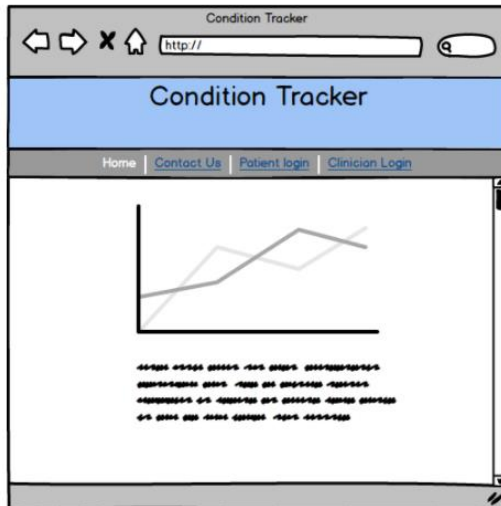 Condition Tracker
http://
Condition Tracker
Home | Contact Us | Patient login | Clinician Login